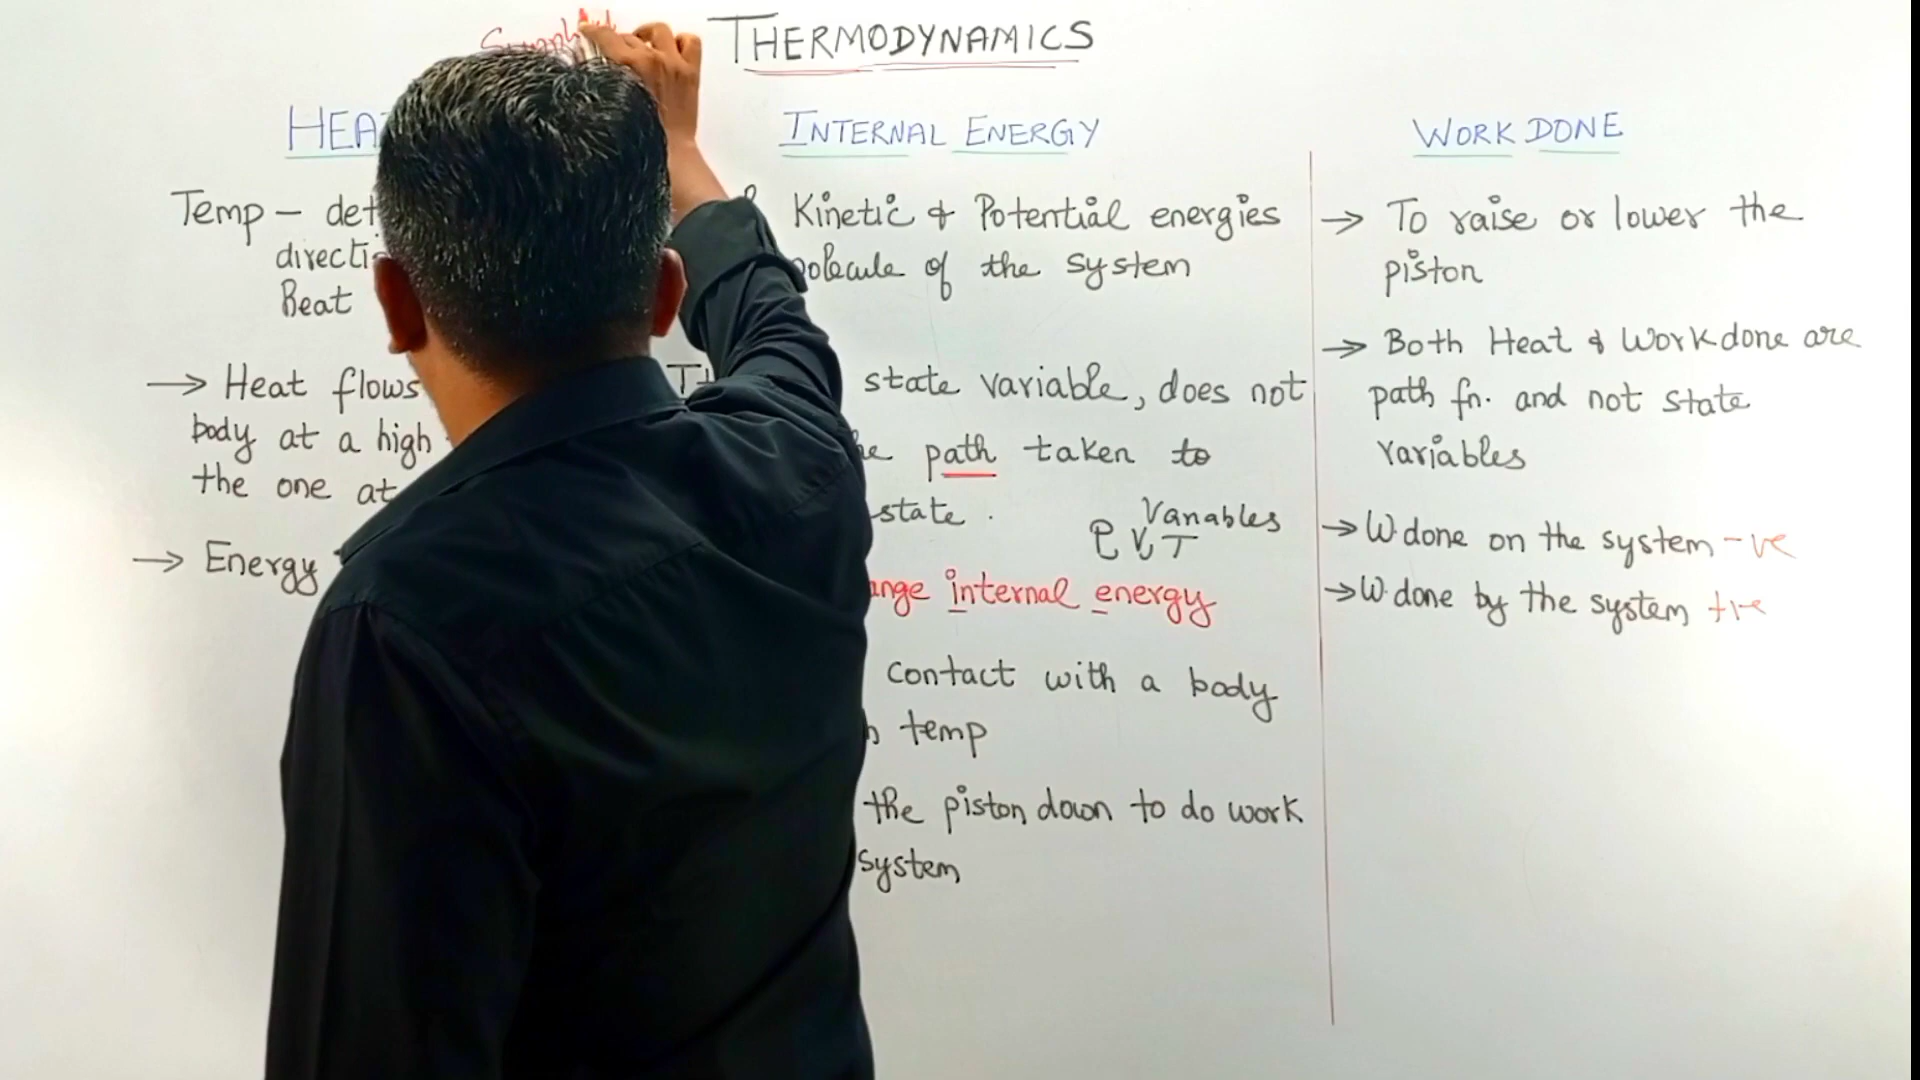 THERMODYNAMICS
HEA
Temp - det
directi
Beat
→ Heat flows
body at a high
the one at
→ Energy
INTERNAL ENERGY
Kinetic & Potential energies
olecule of the system
state variable, does not
path taken to
state.
Variables
P V T
ange internal energy
contact with a body
temp
the piston down to do work
system
WORK DONE
→ To raise or lower the
piston
→ Both Heat & Work done are
path fn. and not state
variables
→ W.done on the system -ve
→ W.done by the system +ve